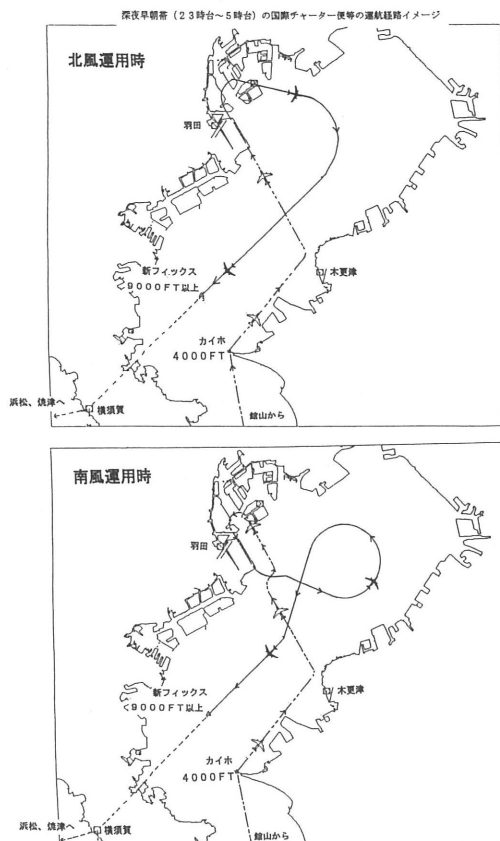 深夜早朝帯（２３時台～５時台）の国際チャーター便等の運航経路イメージ
北風運用時
羽田
新フィックス
９０００ＦＴ以上
木更津
カイホ
４０００ＦＴ
浜松、焼津へ
横須賀
館山から
南風運用時
羽田
新フィックス
９０００ＦＴ以上
木更津
カイホ
４０００ＦＴ
浜松、焼津へ
横須賀
館山から